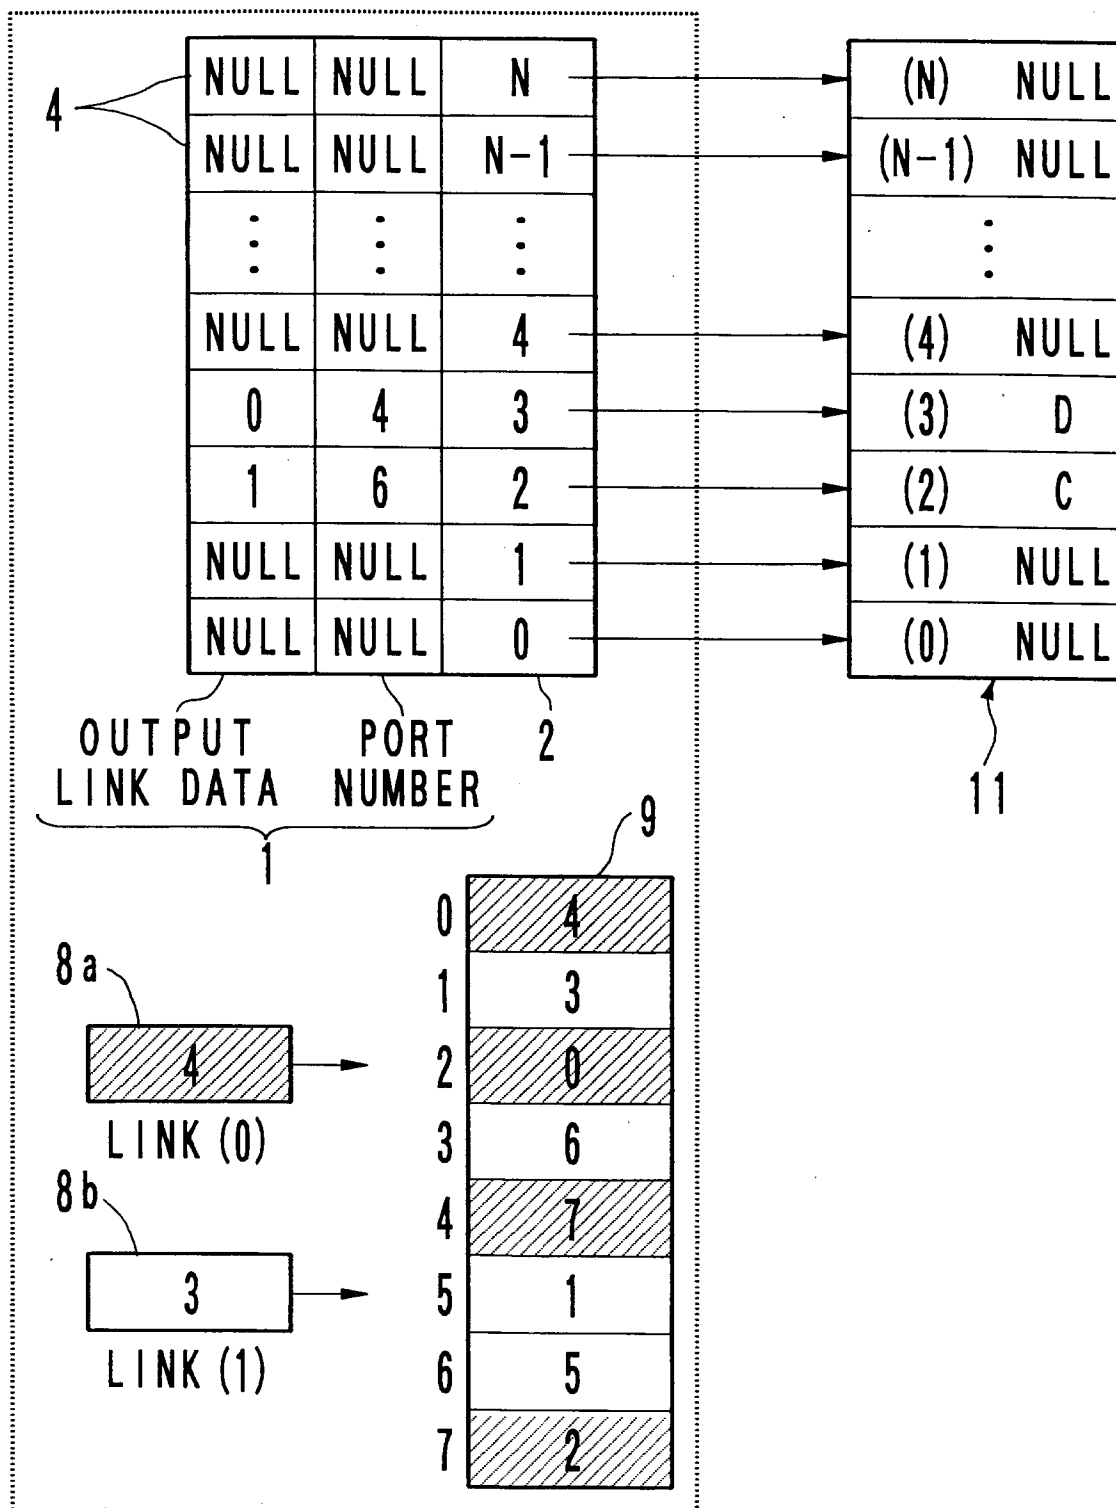 NULL NULL N (N) NULL
4
NULL NULL N-1 (N-1) NULL
NULL NULL 4 (4) NULL
0 4 3 (3) D
1 6 2 (2) C
NULL NULL 1 (1) NULL
NULL NULL 0 (0) NULL
OUTPUT PORT 2
LINK DATA NUMBER
11
1
9
0 4
8a
1 3
4
2 0
LINK (0)
3 6
8b
4 7
3
5 1
LINK (1)
6 5
7 2